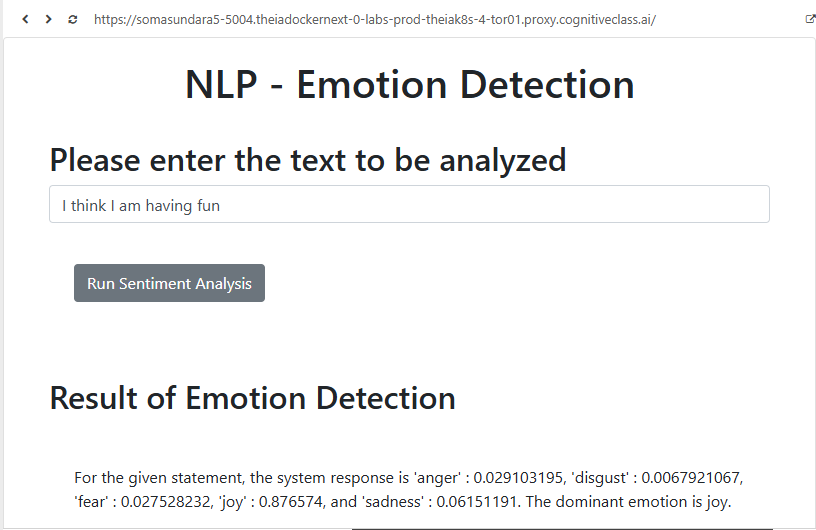 https://somasundara5-5004.theiadockernext-0-labs-prod-theiak8s-4-tor01.proxy.cognitiveclass.ai/
NLP - Emotion Detection
Please enter the text to be analyzed
I think I am having fun
Run Sentiment Analysis
Result of Emotion Detection
For the given statement, the system response is 'anger' : 0.029103195, 'disgust' : 0.0067921067,
'fear' : 0.027528232, 'joy' : 0.876574, and 'sadness' : 0.06151191. The dominant emotion is joy.